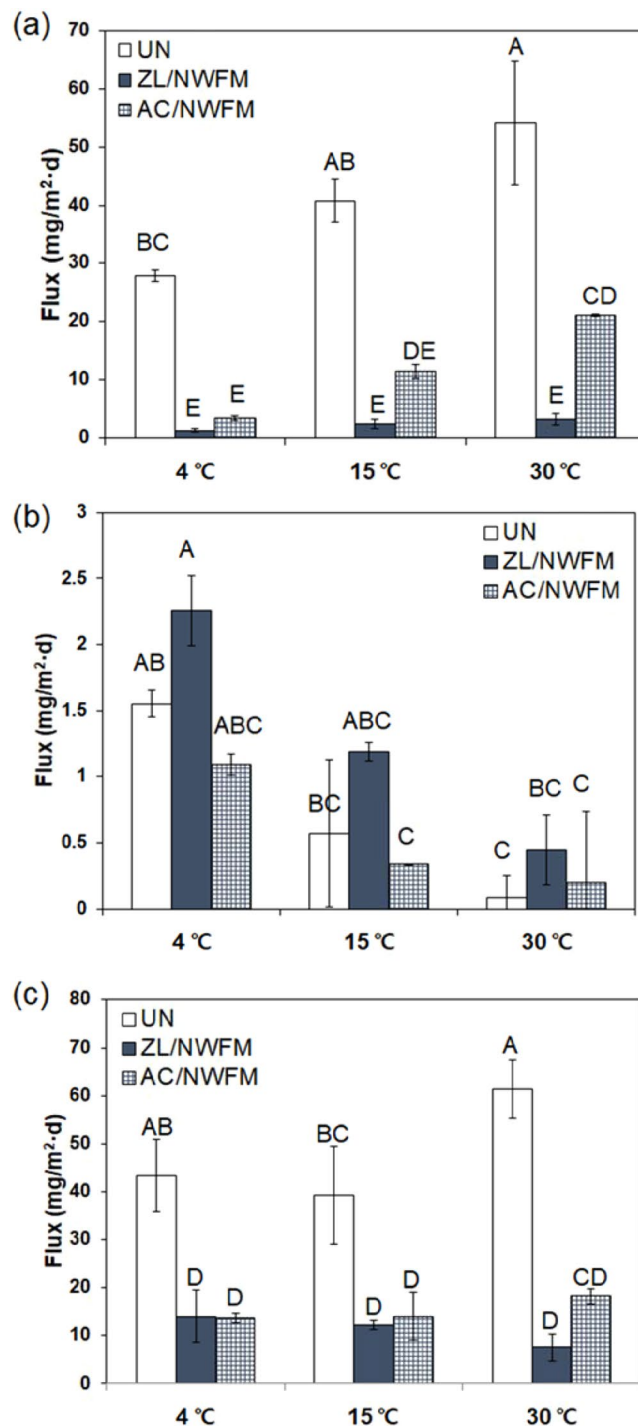 (a)
70
60
50
40
30
20
10
0
Flux (mg/m²·d)
UN
ZL/NWFM
AC/NWFM
BC
E
E
AB
E
DE
A
E
CD
4 ℃
15 ℃
30 ℃
(b)
3
2.5
2
1.5
1
0.5
0
Flux (mg/m²·d)
UN
ZL/NWFM
AC/NWFM
AB
A
ABC
BC
ABC
C
C
BC
C
4 ℃
15 ℃
30 ℃
(c)
80
70
60
50
40
30
20
10
0
Flux (mg/m²·d)
UN
ZL/NWFM
AC/NWFM
AB
D
D
BC
D
D
A
D
CD
4 ℃
15 ℃
30 ℃